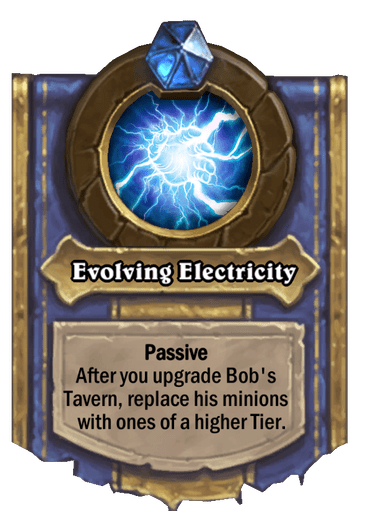 Evolving Electricity
Passive
After you upgrade Bob's
Tavern, replace his minions
with ones of a higher Tier.